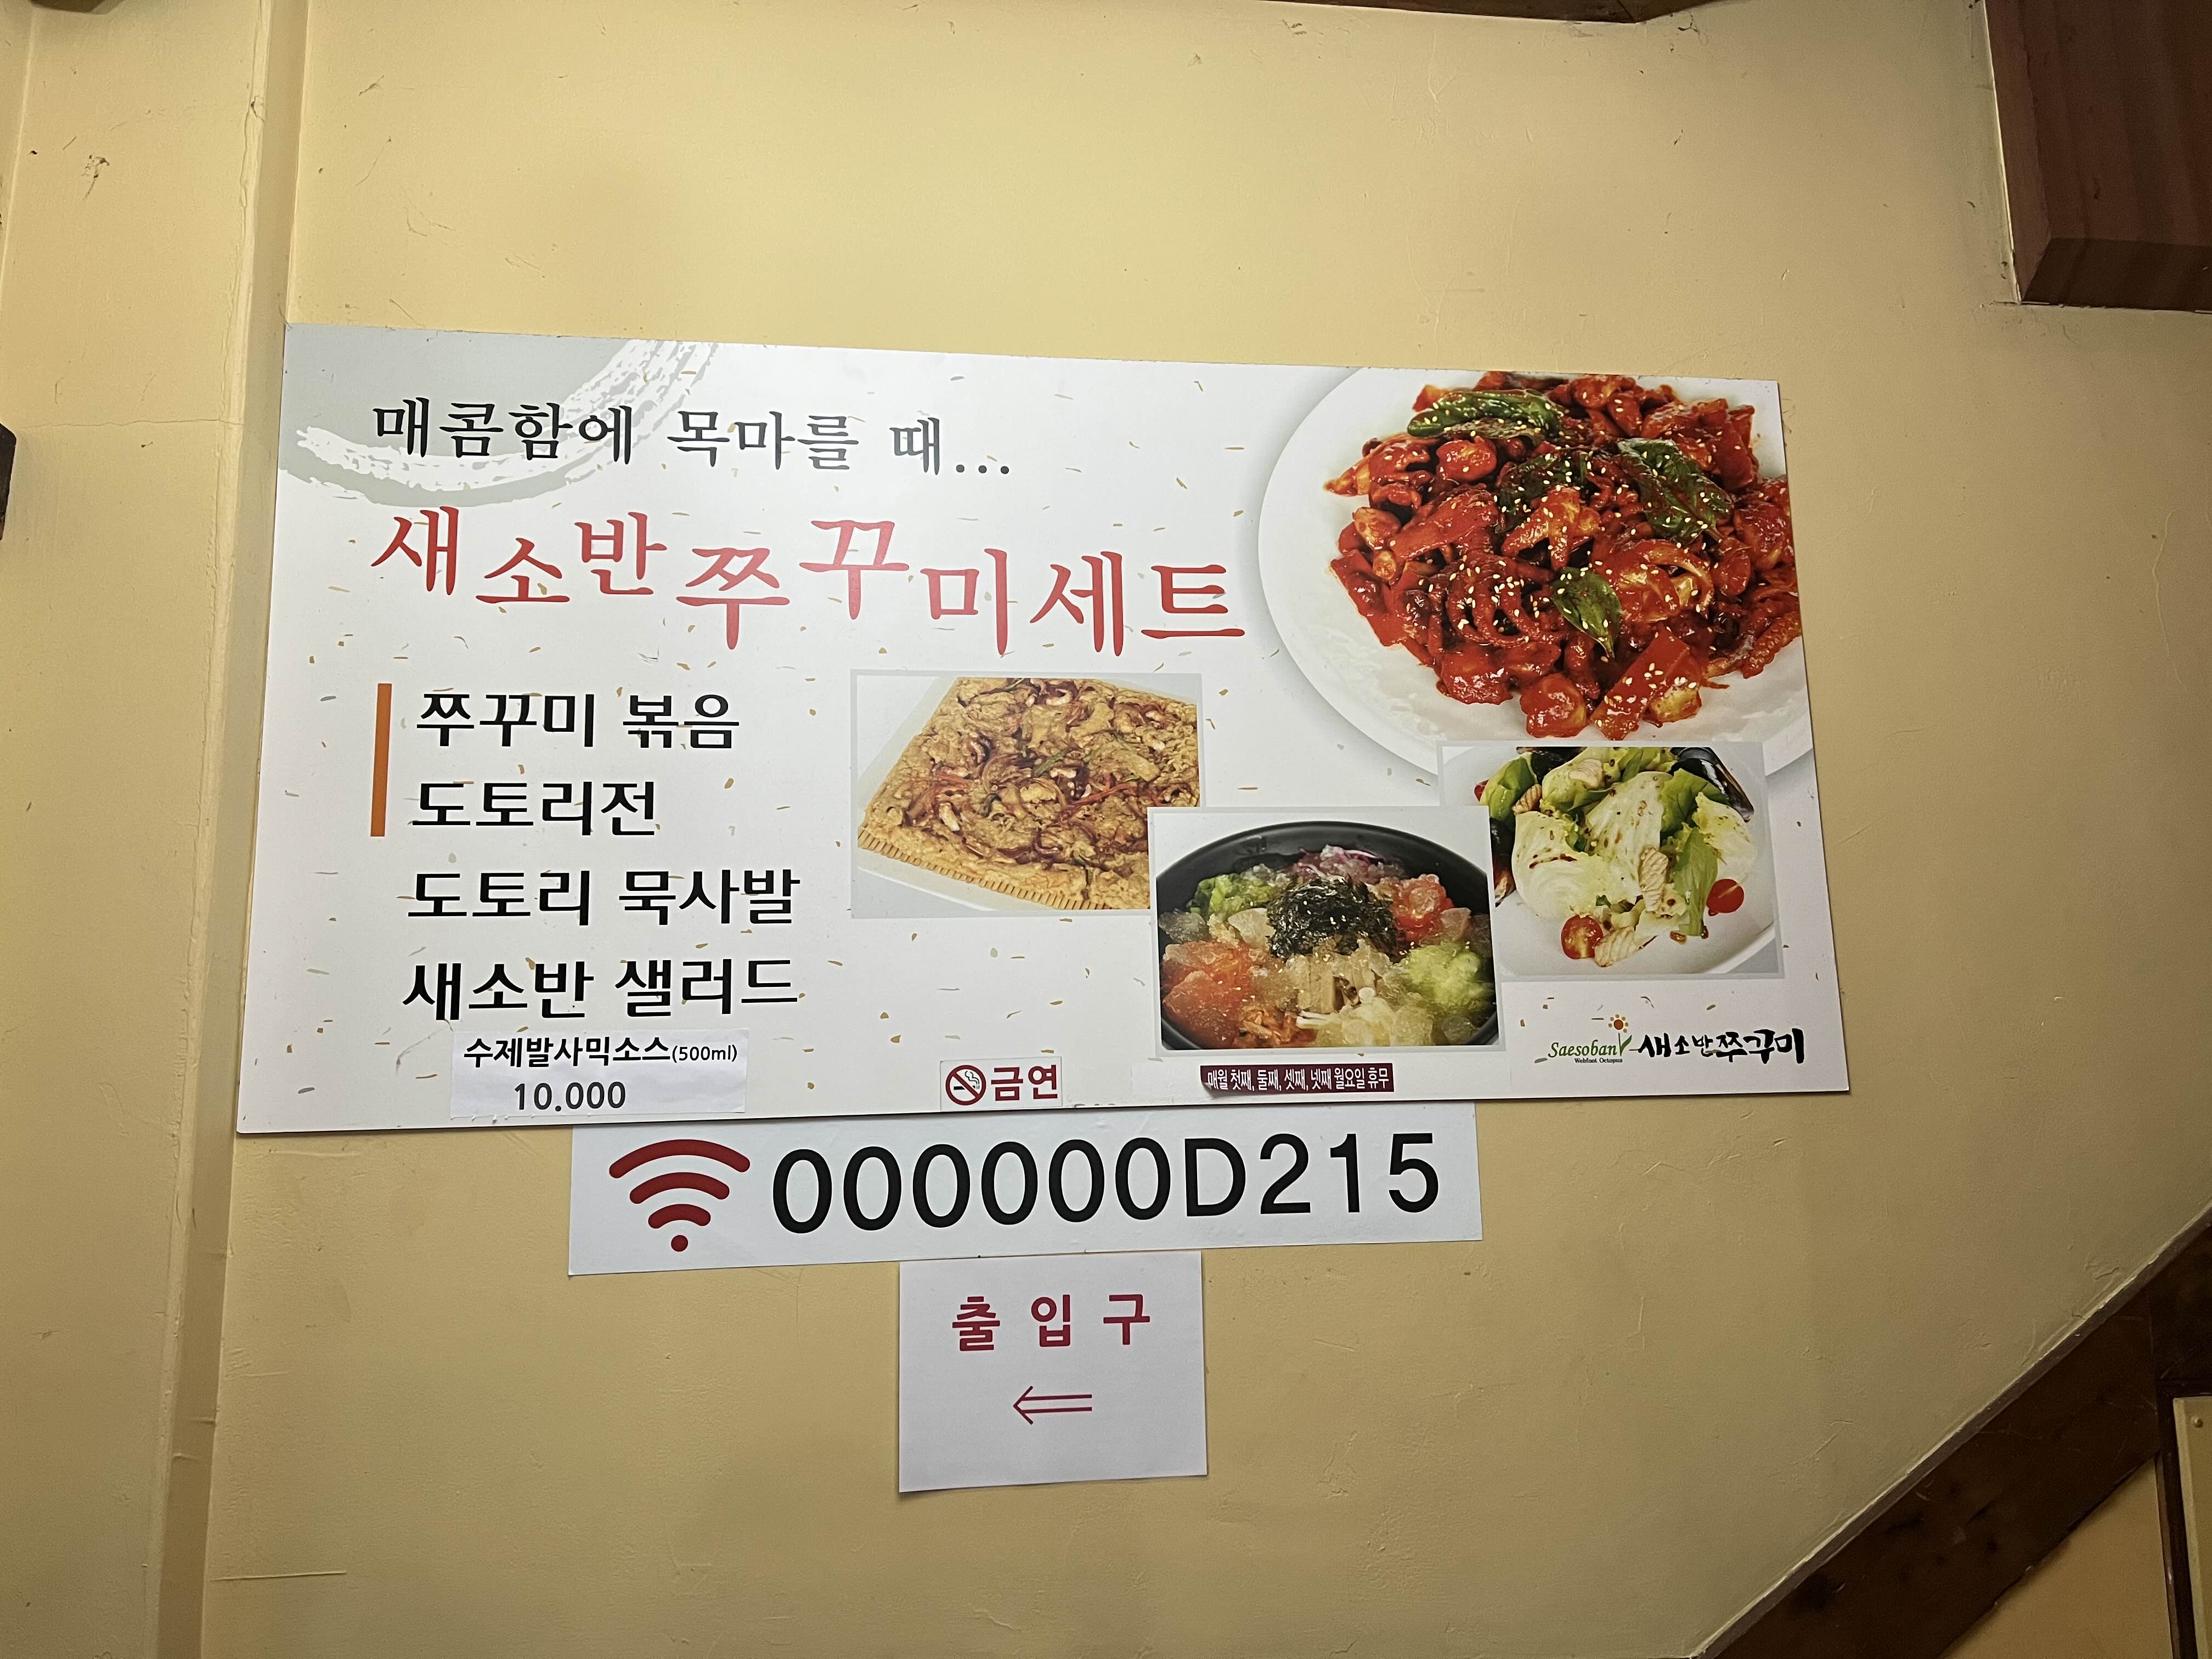 매콤함에 목마를 때...
새소반쭈꾸미세트
쭈꾸미 볶음
도토리전
도토리 묵사발
새소반 샐러드
수제발사믹소스(500ml)
10.000
금연
매월 첫째, 둘째, 셋째, 넷째 월요일 휴무
Saesoban 새소반쭈꾸미
Webfoot Octopus
000000D215
출 입 구
⇐